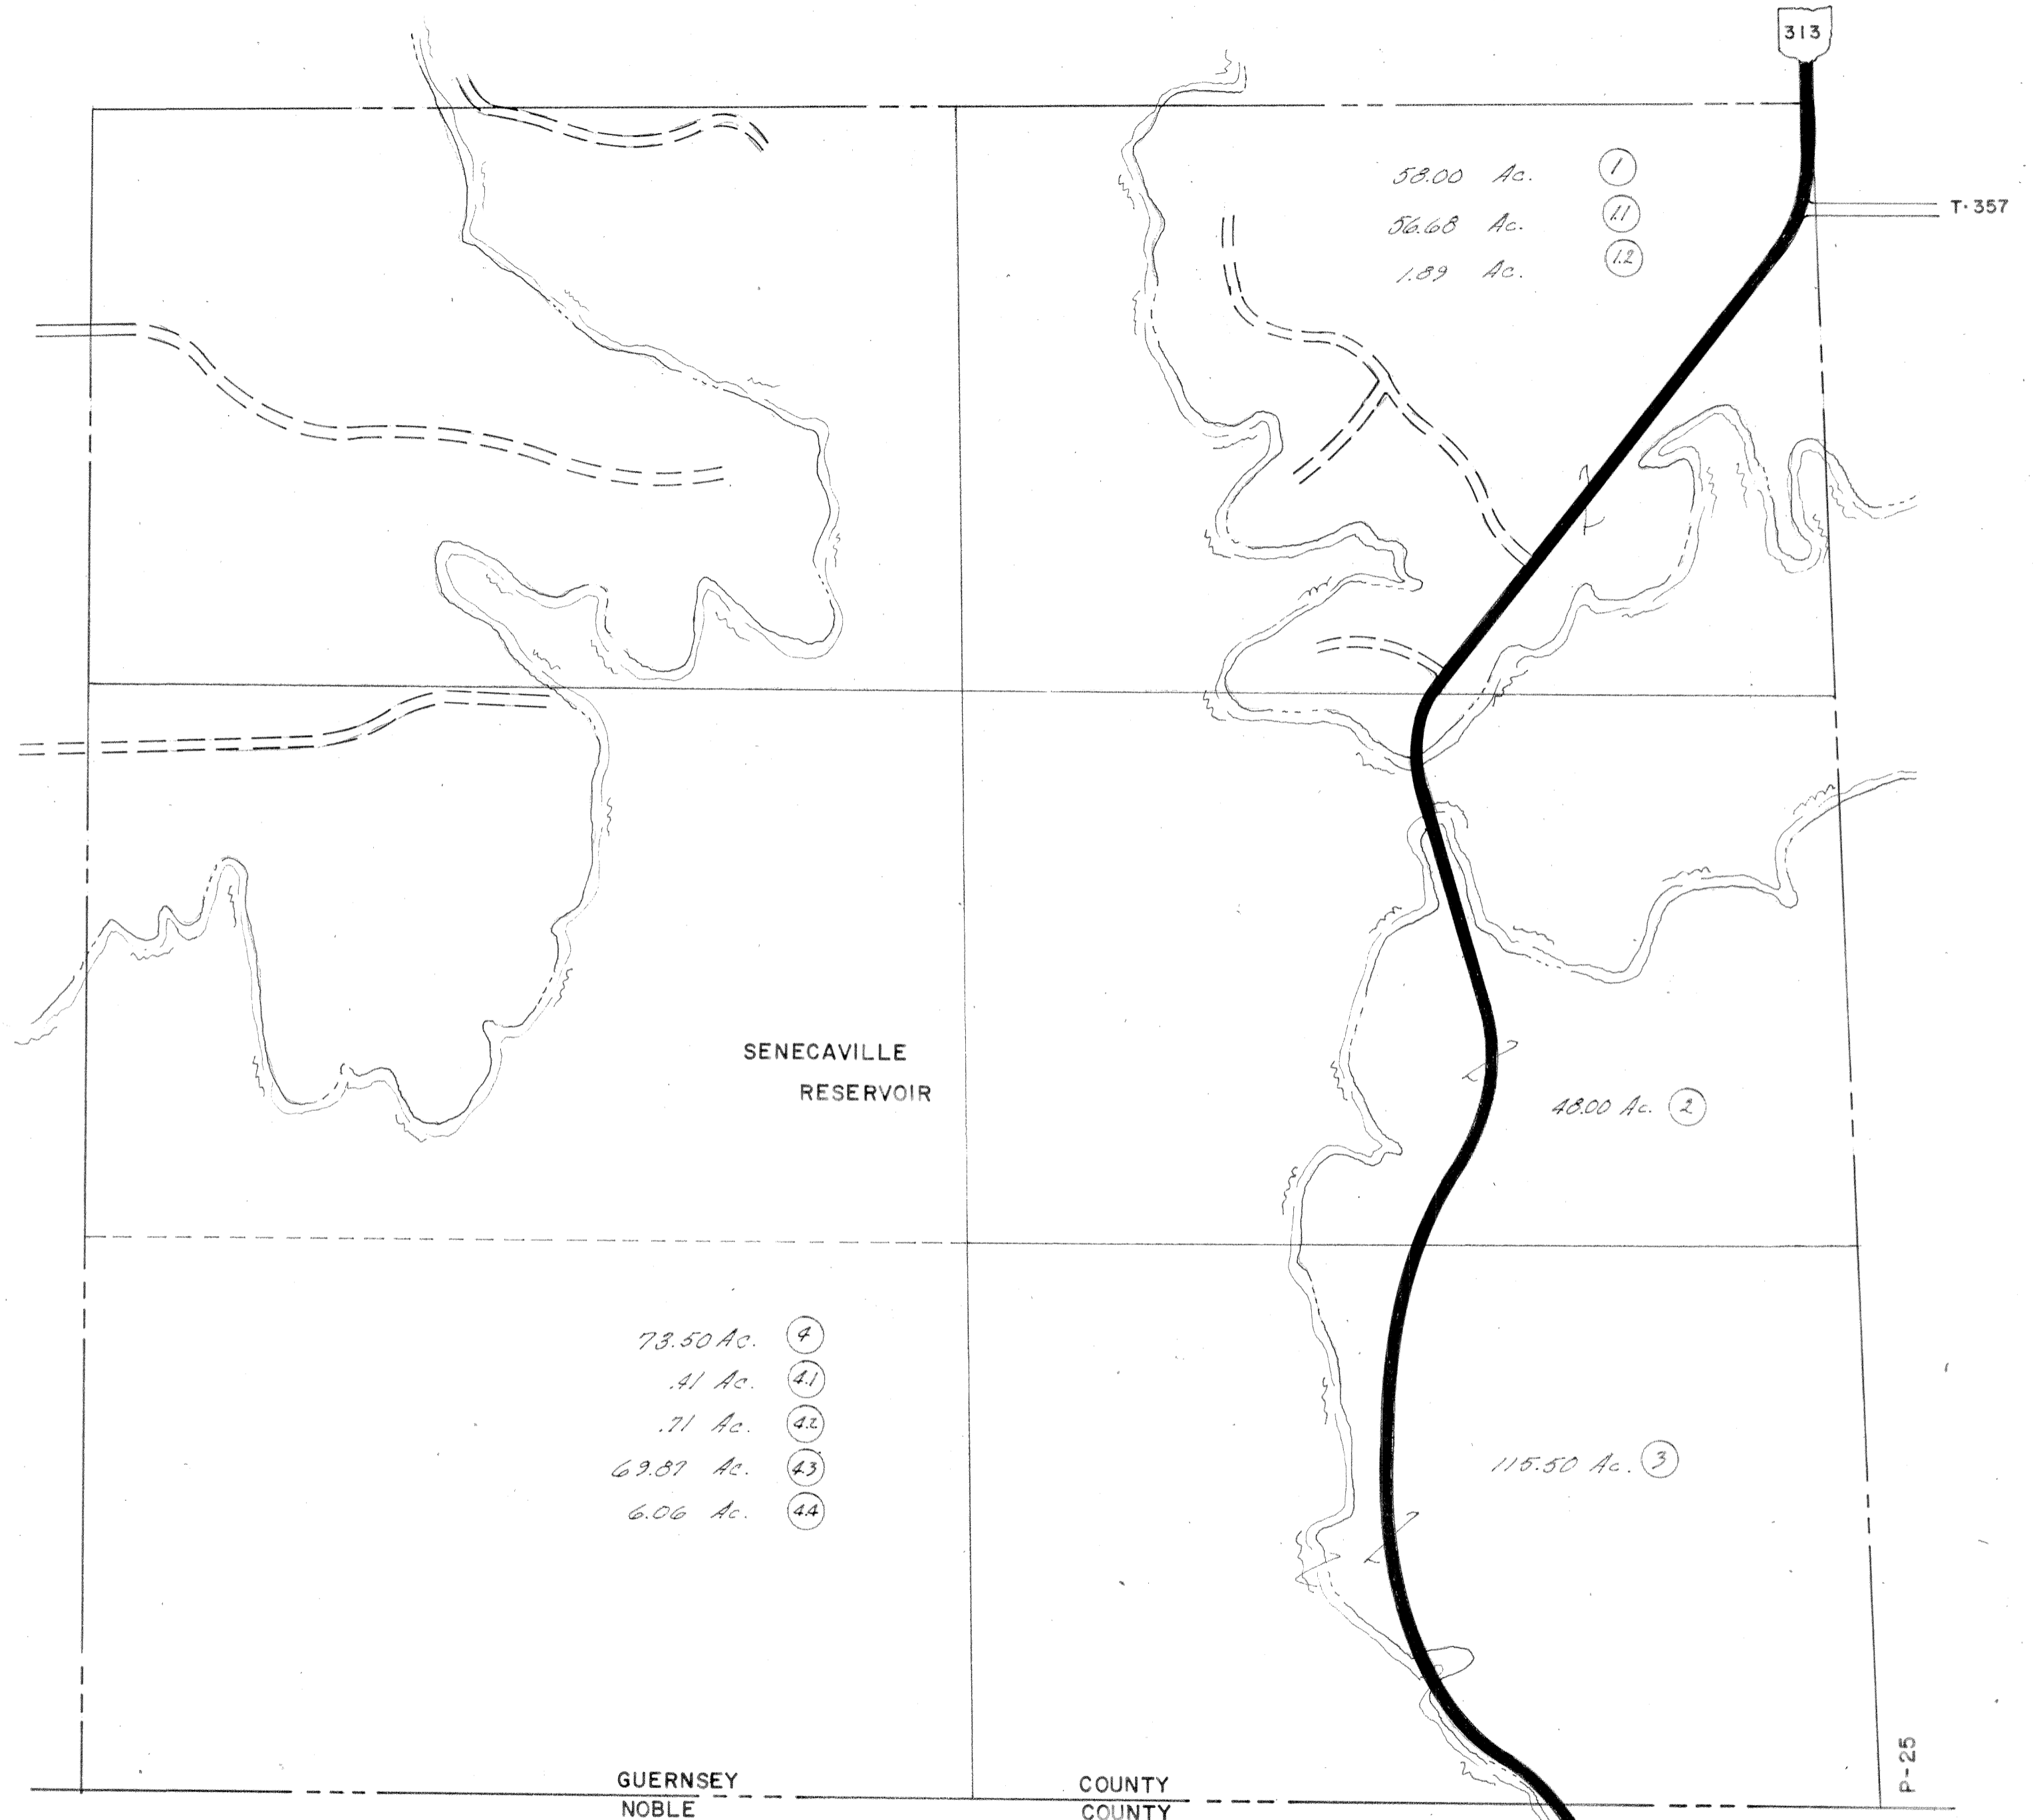 313
58.00 Ac. 1
T-357
56.68 Ac. 1.1
1.89 Ac. 1.2
SENECAVILLE
RESERVOIR
48.00 Ac. 2
73.50 Ac. 4
.41 Ac. 4.1
.71 Ac. 4.2
69.87 Ac. 4.3
6.06 Ac. 4.4
115.50 Ac. 3
P-25
GUERNSEY COUNTY
NOBLE COUNTY